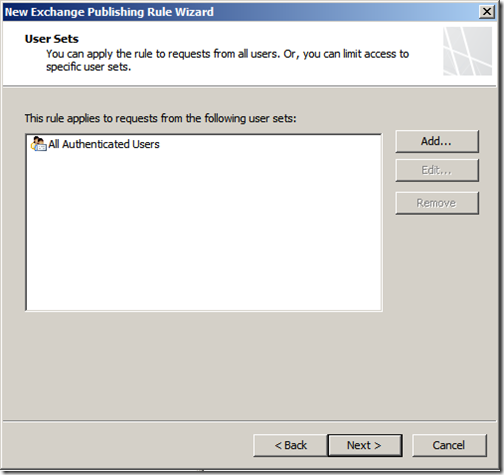 New Exchange Publishing Rule Wizard
User Sets
You can apply the rule to requests from all users. Or, you can limit access to
specific user sets.
This rule applies to requests from the following user sets:
All Authenticated Users
Add...
Edit...
Remove
< Back
Next >
Cancel